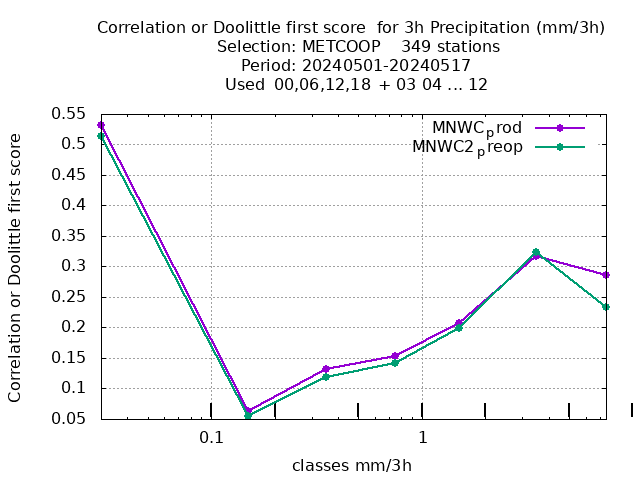 Correlation or Doolittle first score  for 3h Precipitation (mm/3h)
Selection: METCOOP    349 stations
Period: 20240501-20240517
Used  00,06,12,18  + 03 04 ... 12
MNWC_prod
MNWC2_preop
Correlation or Doolittle first score
0.55
0.5
0.45
0.4
0.35
0.3
0.25
0.2
0.15
0.1
0.05
0.1
1
classes mm/3h